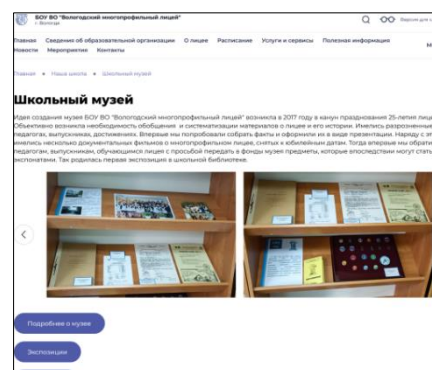 БОУ ВО "Вологодский многопрофильный лицей"
г. Вологда
Версия для
Главная Сведения об образовательной организации О лицее Расписание Услуги и сервисы Полезная информация
Новости Мероприятие Контакты
Главная Наша школа Школьный музей
Школьный музей
Идея создания музея БОУ ВО "Вологодский многопрофильный лицей" возникла в 2017 году в канун празднования 25-летия лице
Объективно возникла необходимость обобщения и систематизации материалов о лицее и его истории. Имелись разрозненные
педагогах, выпускниках, достижениях. Впервые мы попробовали собрать факты и оформили их в виде презентации. Наряду с эт
имелись несколько документальных фильмов о многопрофильном лицее, снятых к юбилейным датам. Тогда впервые мы обрати
педагогам, выпускникам, обучающимся лицея с просьбой передать в фонды музея предметы, которые впоследствии могут стать
экспонатами. Так родилась первая экспозиция в школьной библиотеке.
Подробнее о музее
Экспозиции